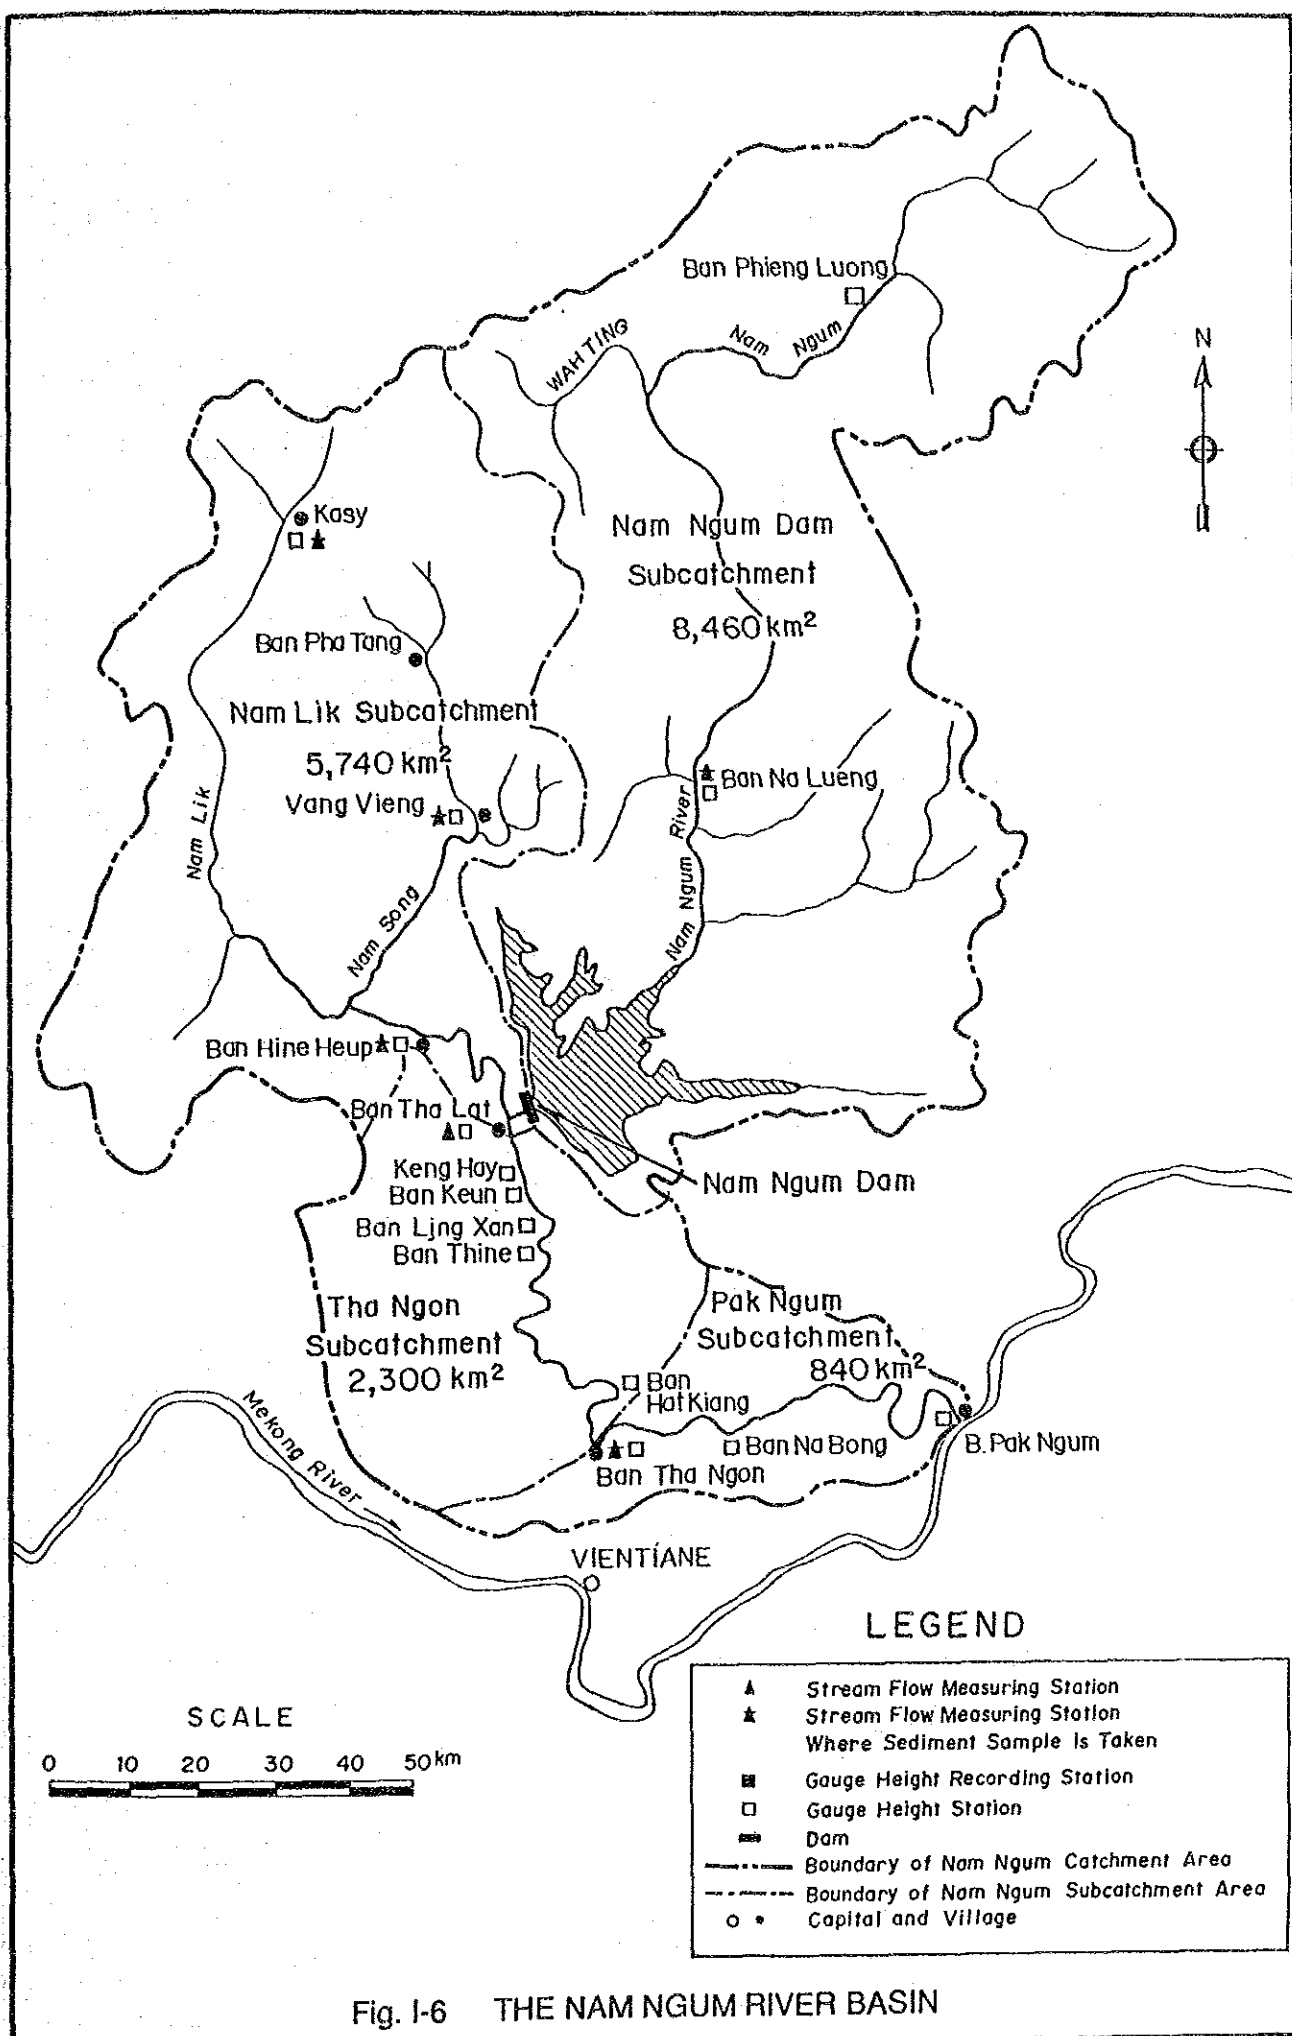 Ban Phieng Luong
Nam Ngum
WAH TING
N
Kasy
Nam Ngum Dam
Subcatchment
8,460 km²
Ban Pha Tang
Nam Lik Subcatchment
5,740 km²
Vang Vieng
Ban Na Lueng
Nam Lik
Nam Song
Nam Ngum River
Ban Hine Heup
Ban Tha Lat
Keng Hay
Ban Keun
Nam Ngum Dam
Ban Ling Xan
Ban Thine
Tha Ngon
Subcatchment
2,300 km²
Pak Ngum
Subcatchment
840 km²
Ban
Hat Kiang
Mekong River
Ban Na Bong
B. Pak Ngum
Ban Tha Ngon
VIENTIANE
LEGEND
Stream Flow Measuring Station
Stream Flow Measuring Station
Where Sediment Sample Is Taken
Gauge Height Recording Station
Gauge Height Station
Dam
Boundary of Nam Ngum Catchment Area
Boundary of Nam Ngum Subcatchment Area
Capital and Village
SCALE
0 10 20 30 40 50 km
Fig. I-6 THE NAM NGUM RIVER BASIN